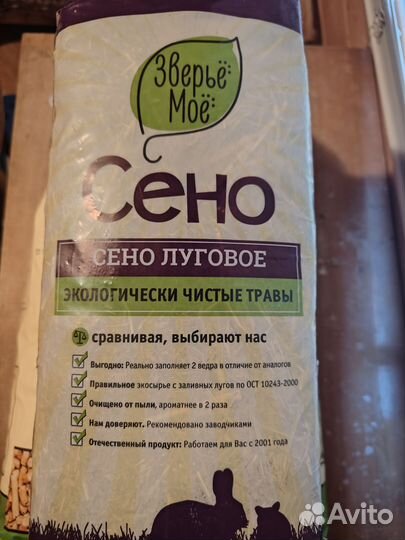 Зверьё
Моё
Сено
СЕНО ЛУГОВОЕ
ЭКОЛОГИЧЕСКИ ЧИСТЫЕ ТРАВЫ
сравнивая, выбирают нас
Выгодно: Реально заполняет 2 ведра в отличие от аналогов
Правильное экосырье с заливных лугов по ОСТ 10243-2000
Очищено от пыли, ароматнее в 2 раза
Нам доверяют. Рекомендовано заводчиками
Отечественный продукт: Работаем для Вас с 2001 года
Avito